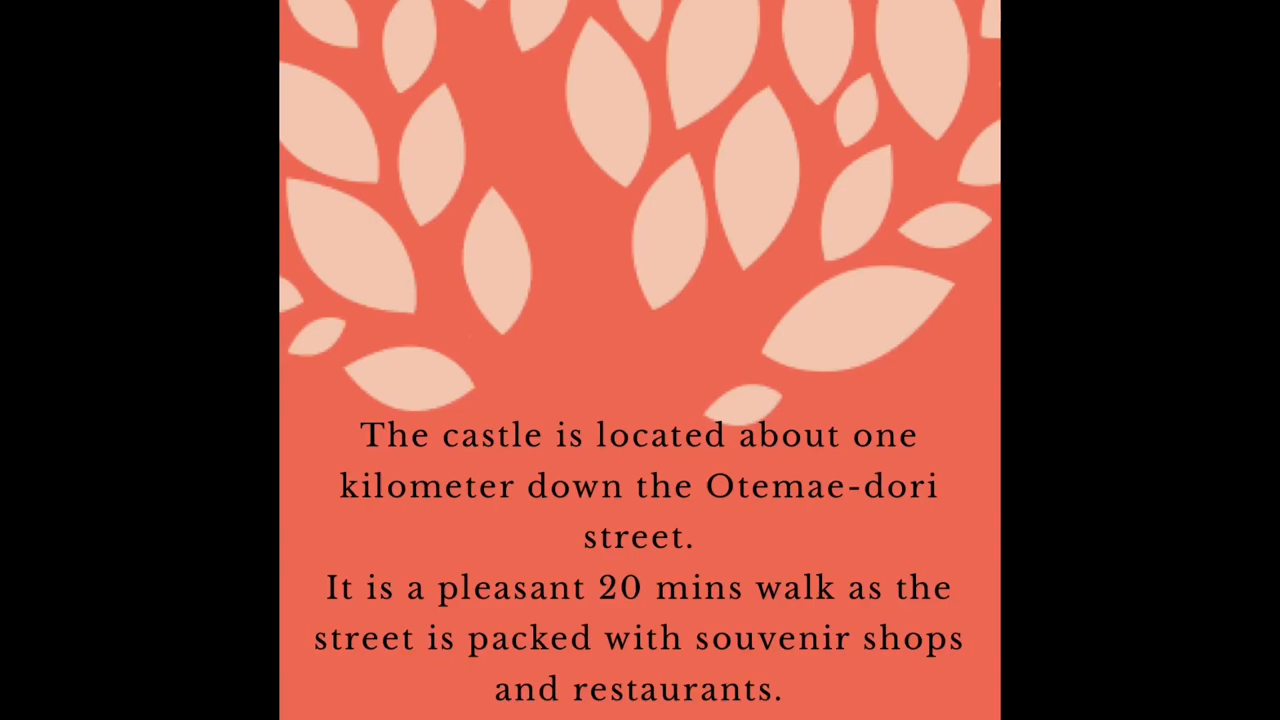 The castle is located about one
kilometer down the Otemae-dori
street.
It is a pleasant 20 mins walk as the
street is packed with souvenir shops
and restaurants.